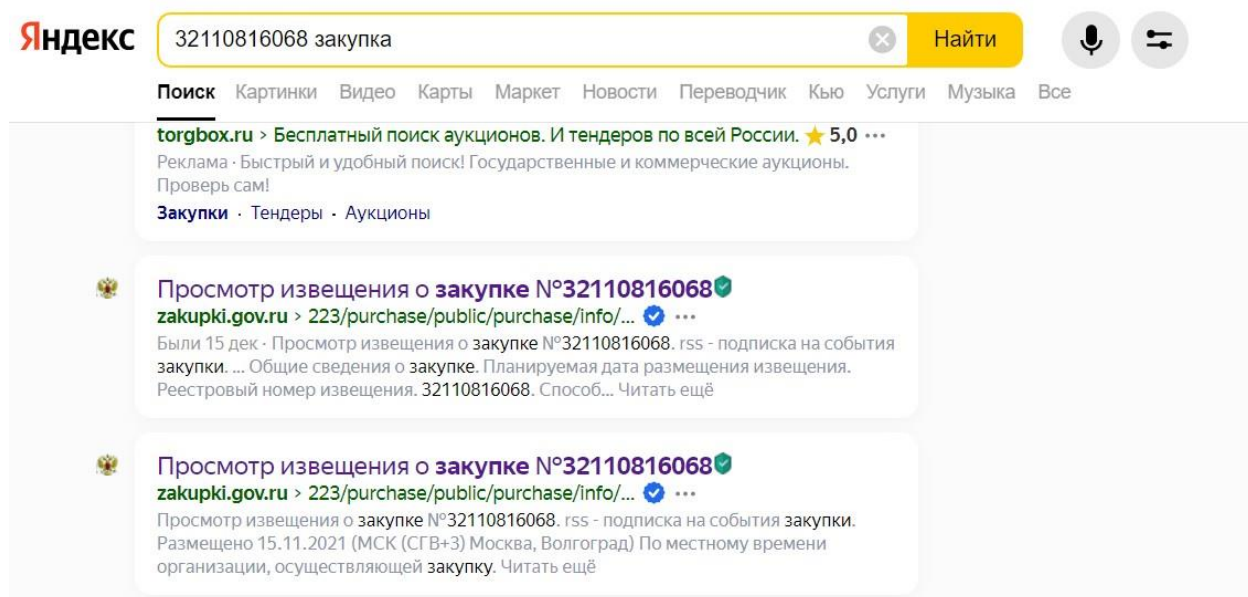 Яндекс
32110816068 закупка
Найти
Поиск Картинки Видео Карты Маркет Новости Переводчик Кью Услуги Музыка Все
torgbox.ru > Бесплатный поиск аукционов. И тендеров по всей России. 5,0 ···
Реклама · Быстрый и удобный поиск! Государственные и коммерческие аукционы.
Проверь сам!
Закупки · Тендеры · Аукционы
Просмотр извещения о закупке №32110816068
zakupki.gov.ru > 223/purchase/public/purchase/info/... ···
Были 15 дек · Просмотр извещения о закупке №32110816068. rss - подписка на события
закупки. ... Общие сведения о закупке. Планируемая дата размещения извещения.
Реестровый номер извещения. 32110816068. Способ... Читать ещё
Просмотр извещения о закупке №32110816068
zakupki.gov.ru > 223/purchase/public/purchase/info/... ···
Просмотр извещения о закупке №32110816068. rss - подписка на события закупки.
Размещено 15.11.2021 (МСК (СГВ+3) Москва, Волгоград) По местному времени
организации, осуществляющей закупку. Читать ещё